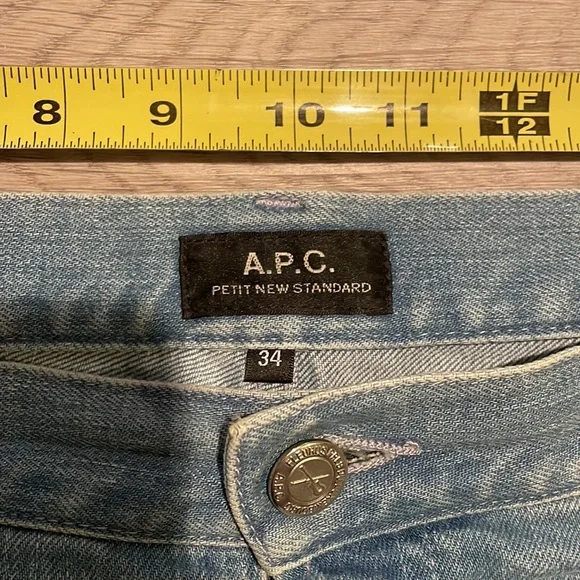 8 9 10 11 1F
12
A.P.C.
PETIT NEW STANDARD
34